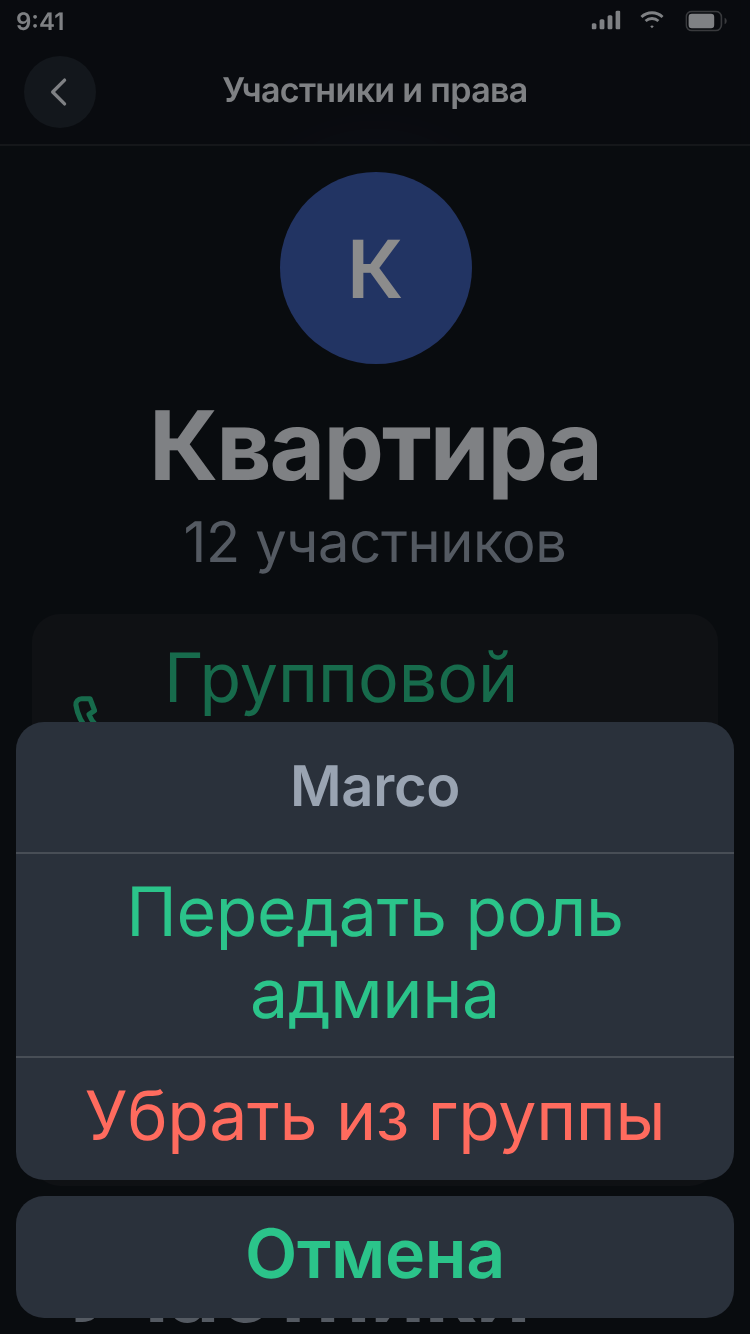 9:41
Участники и права
К
Квартира
12 участников
Групповой
Marco
Передать роль
админа
Убрать из группы
Отмена